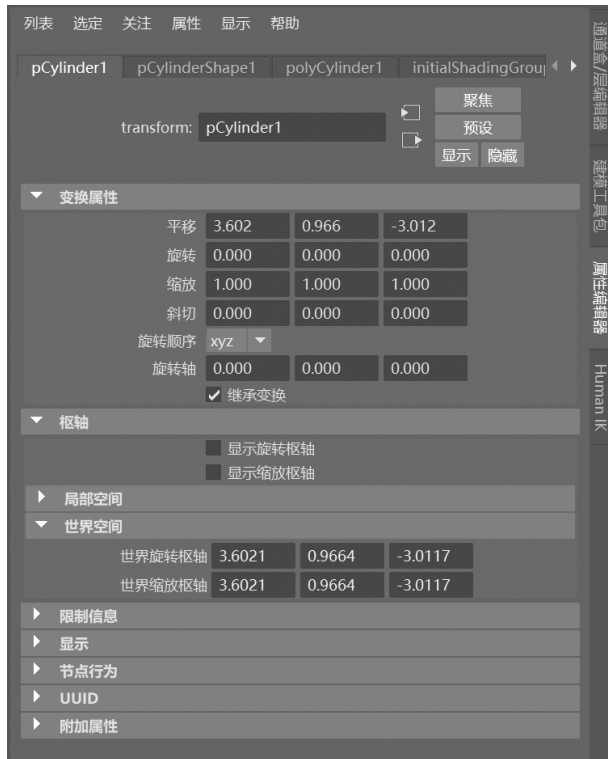 列表 选定 关注 属性 显示 帮助
pCylinder1 pCylinderShape1 polyCylinder1 initialShadingGrou
聚焦
transform: pCylinder1 预设
显示 隐藏
变换属性
平移 3.602 0.966 -3.012
旋转 0.000 0.000 0.000
缩放 1.000 1.000 1.000
斜切 0.000 0.000 0.000
旋转顺序 xyz
旋转轴 0.000 0.000 0.000
继承变换
枢轴
显示旋转枢轴
显示缩放枢轴
局部空间
世界空间
世界旋转枢轴 3.6021 0.9664 -3.0117
世界缩放枢轴 3.6021 0.9664 -3.0117
限制信息
显示
节点行为
UUID
附加属性
通道盒/层编辑器
建模工具包
属性编辑器
Human IK